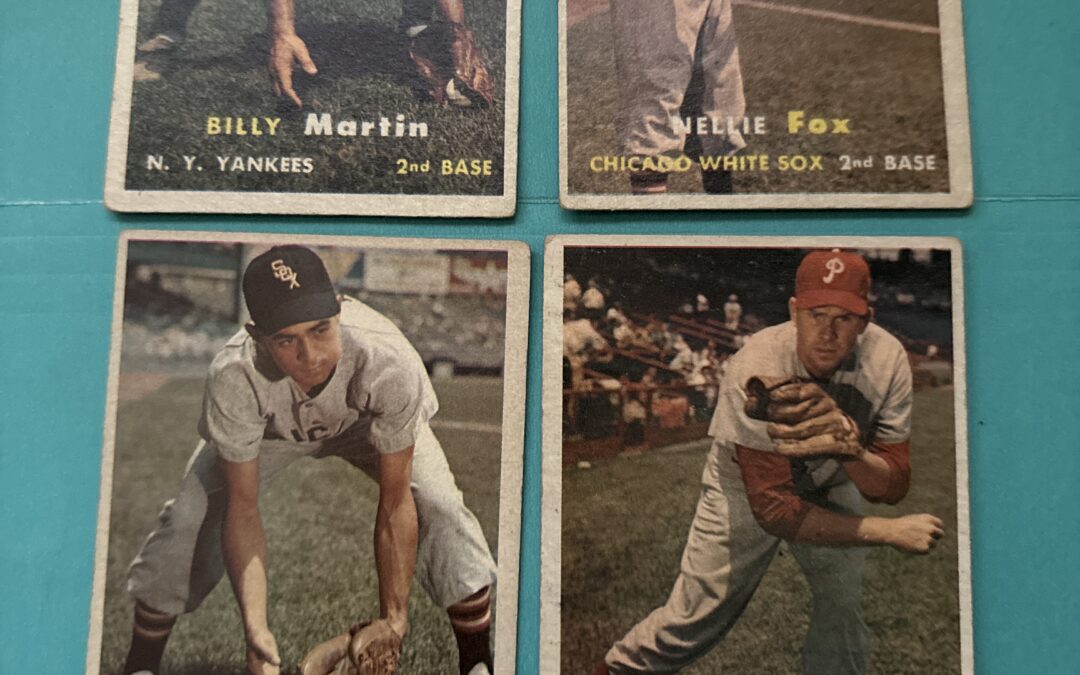 BILLY Martin
N. Y. YANKEES 2nd BASE
NELLIE Fox
CHICAGO WHITE SOX 2nd BASE
SOX
P